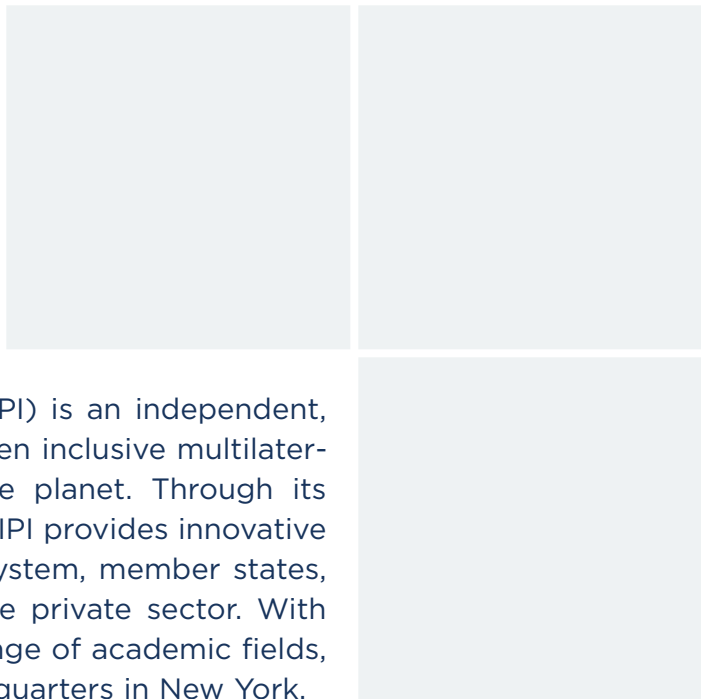 PI) is an independent,
en inclusive multilater-
e planet. Through its
IPI provides innovative
ystem, member states,
e private sector. With
nge of academic fields,
quarters in New York.